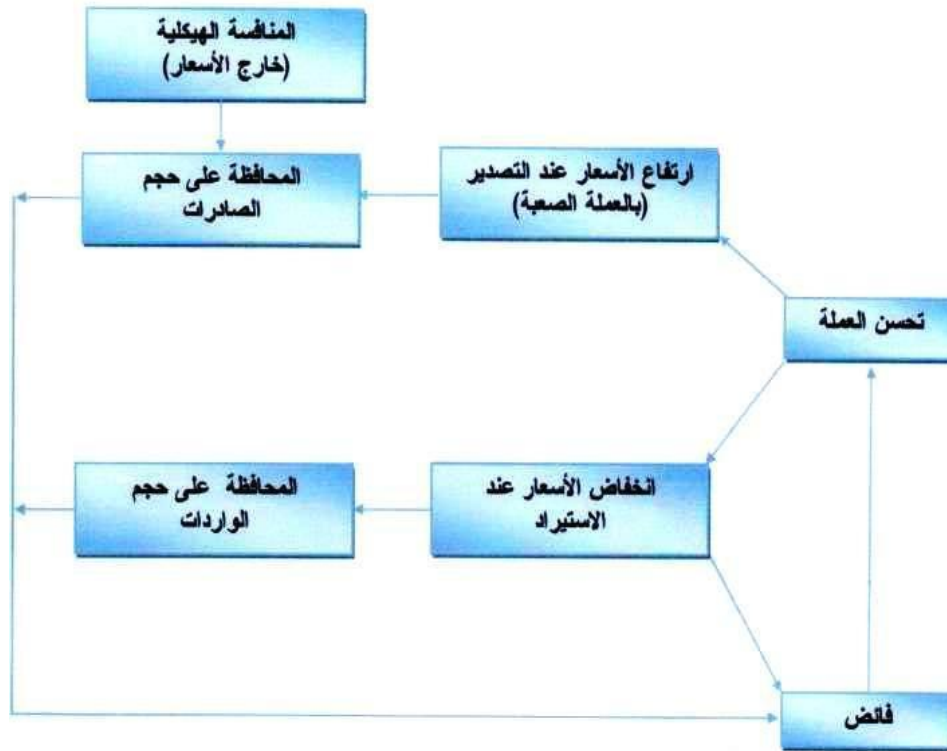 المنافسة الهيكلية
(خارج الأسعار)
ارتفاع الأسعار عند التصدير
(بالعملة الصعبة)
المحافظة على حجم
الصادرات
تحسن العملة
انخفاض الأسعار عند
الاستيراد
المحافظة على حجم
الواردات
فائض